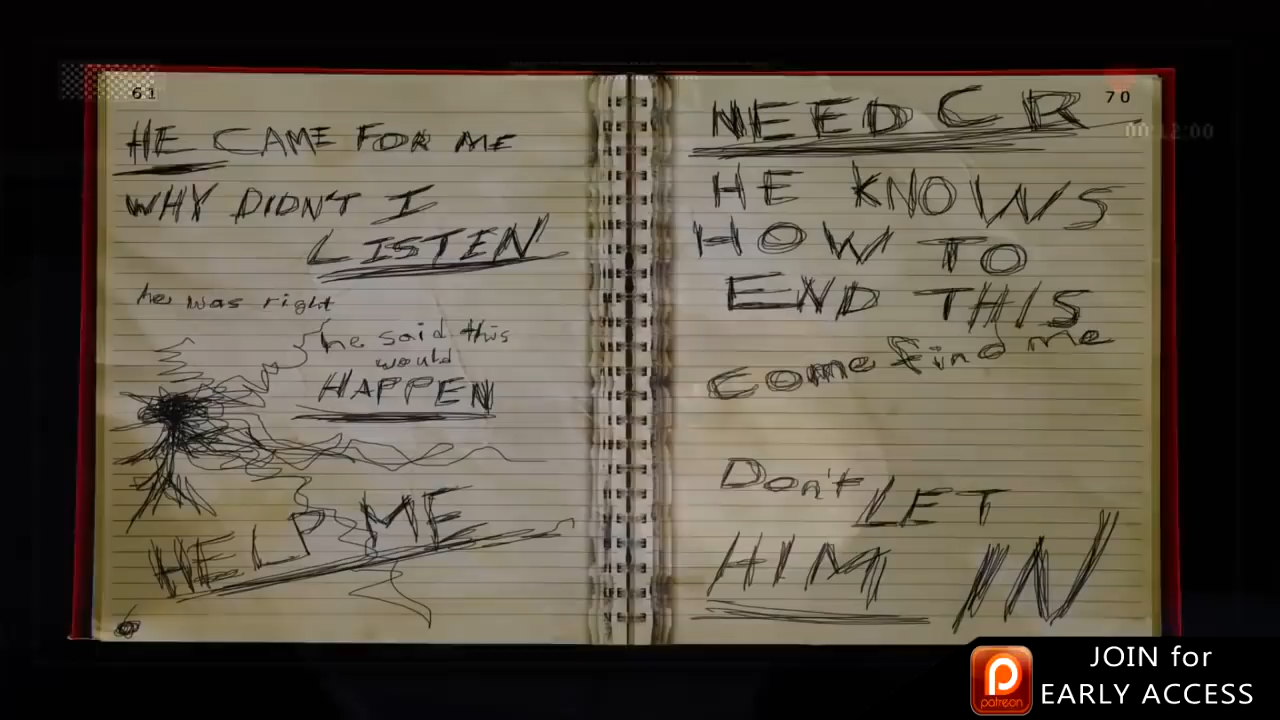 61
HE CAME FOR ME
WHY DIDN'T I
LISTEN
he was right
he said this
would
HAPPEN
HELP ME
70
NEED CR
HE KNOWS
HOW TO
END THIS
come find me
Don't LET
HIM IN
JOIN for
patreon
EARLY ACCESS